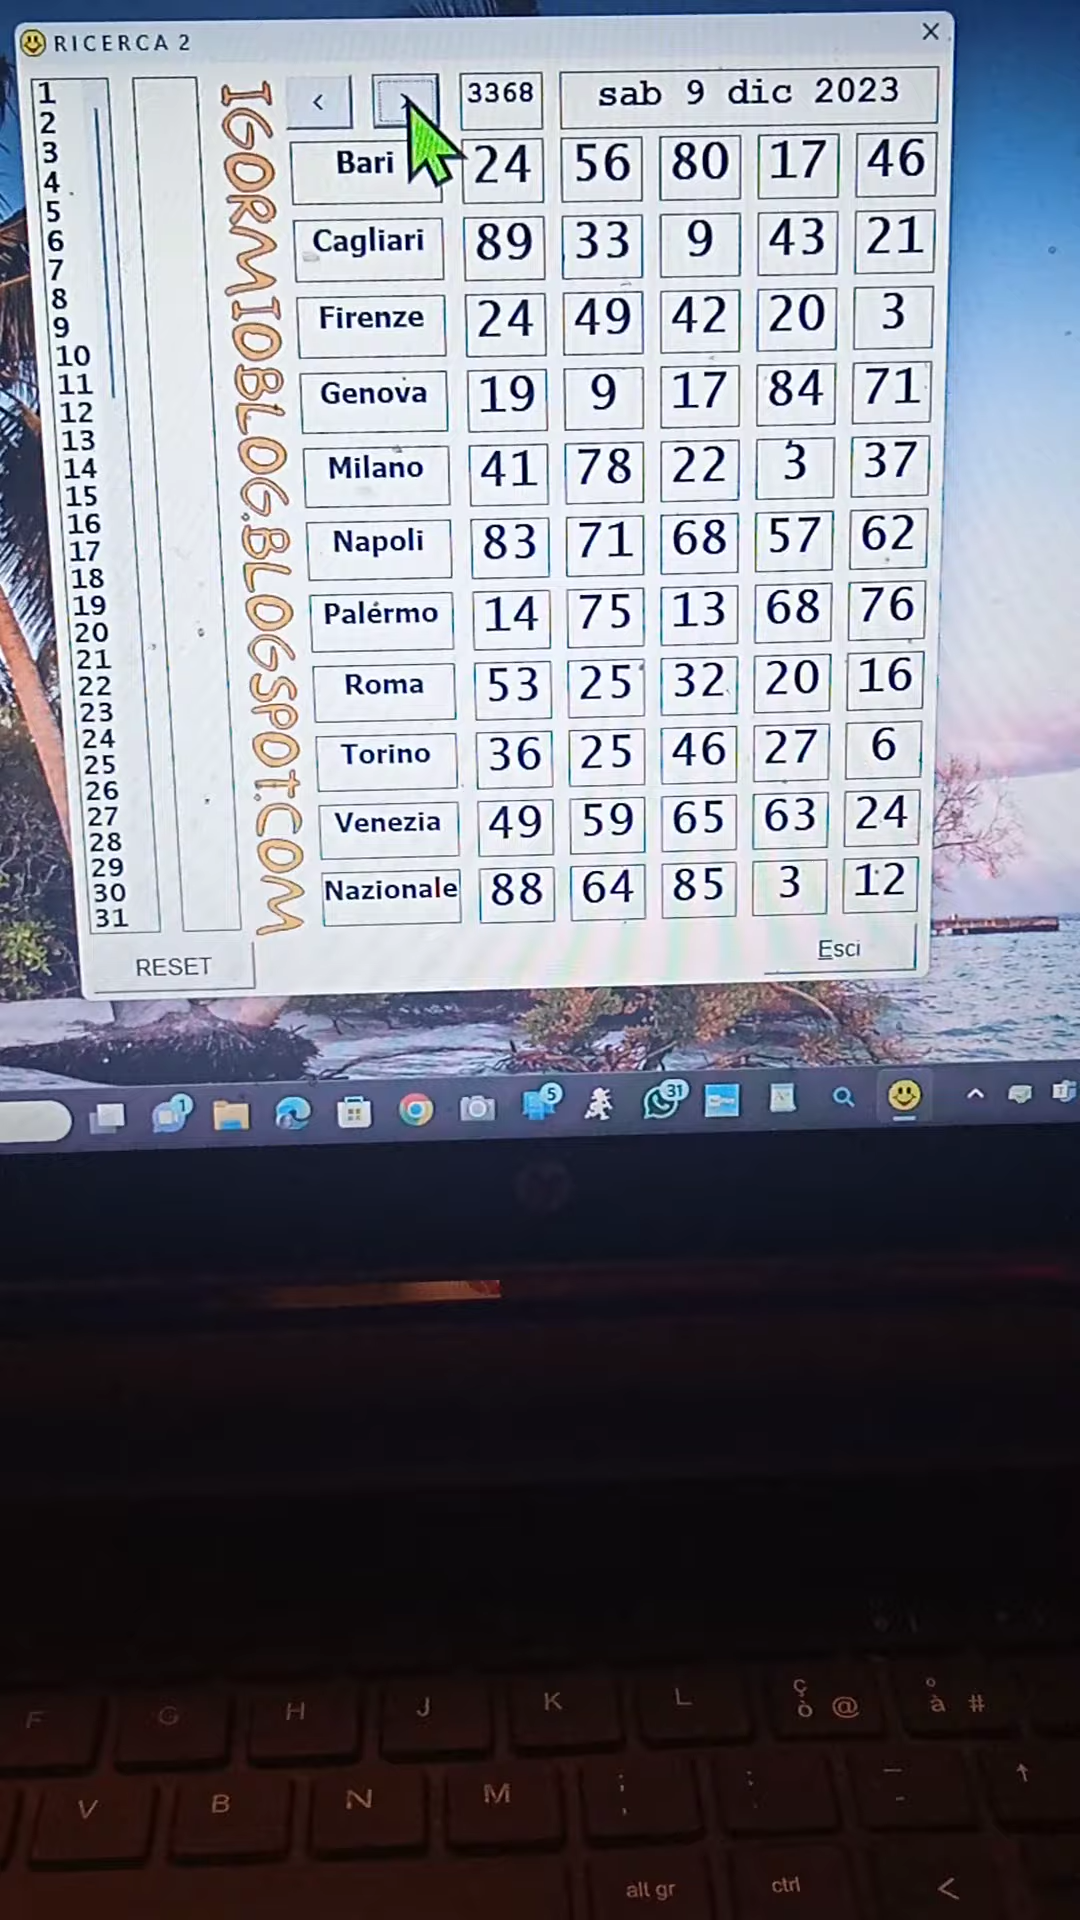 RICERCA 2
1
2
3
4
5
6
7
8
9
10
11
12
13
14
15
16
17
18
19
20
21
22
23
24
25
26
27
28
29
30
31
IGORMIOBLOG.BLOGSPOT.COM
< > 3368 sab 9 dic 2023
Bari 24 56 80 17 46
Cagliari 89 33 9 43 21
Firenze 24 49 42 20 3
Genova 19 9 17 84 71
Milano 41 78 22 3 37
Napoli 83 71 68 57 62
Palermo 14 75 13 68 76
Roma 53 25 32 20 16
Torino 36 25 46 27 6
Venezia 49 59 65 63 24
Nazionale 88 64 85 3 12
RESET
Esci
1 5 31
F G H J K L ç ò @ ° à #
V B N M ; , : . _ -
alt gr ctrl <